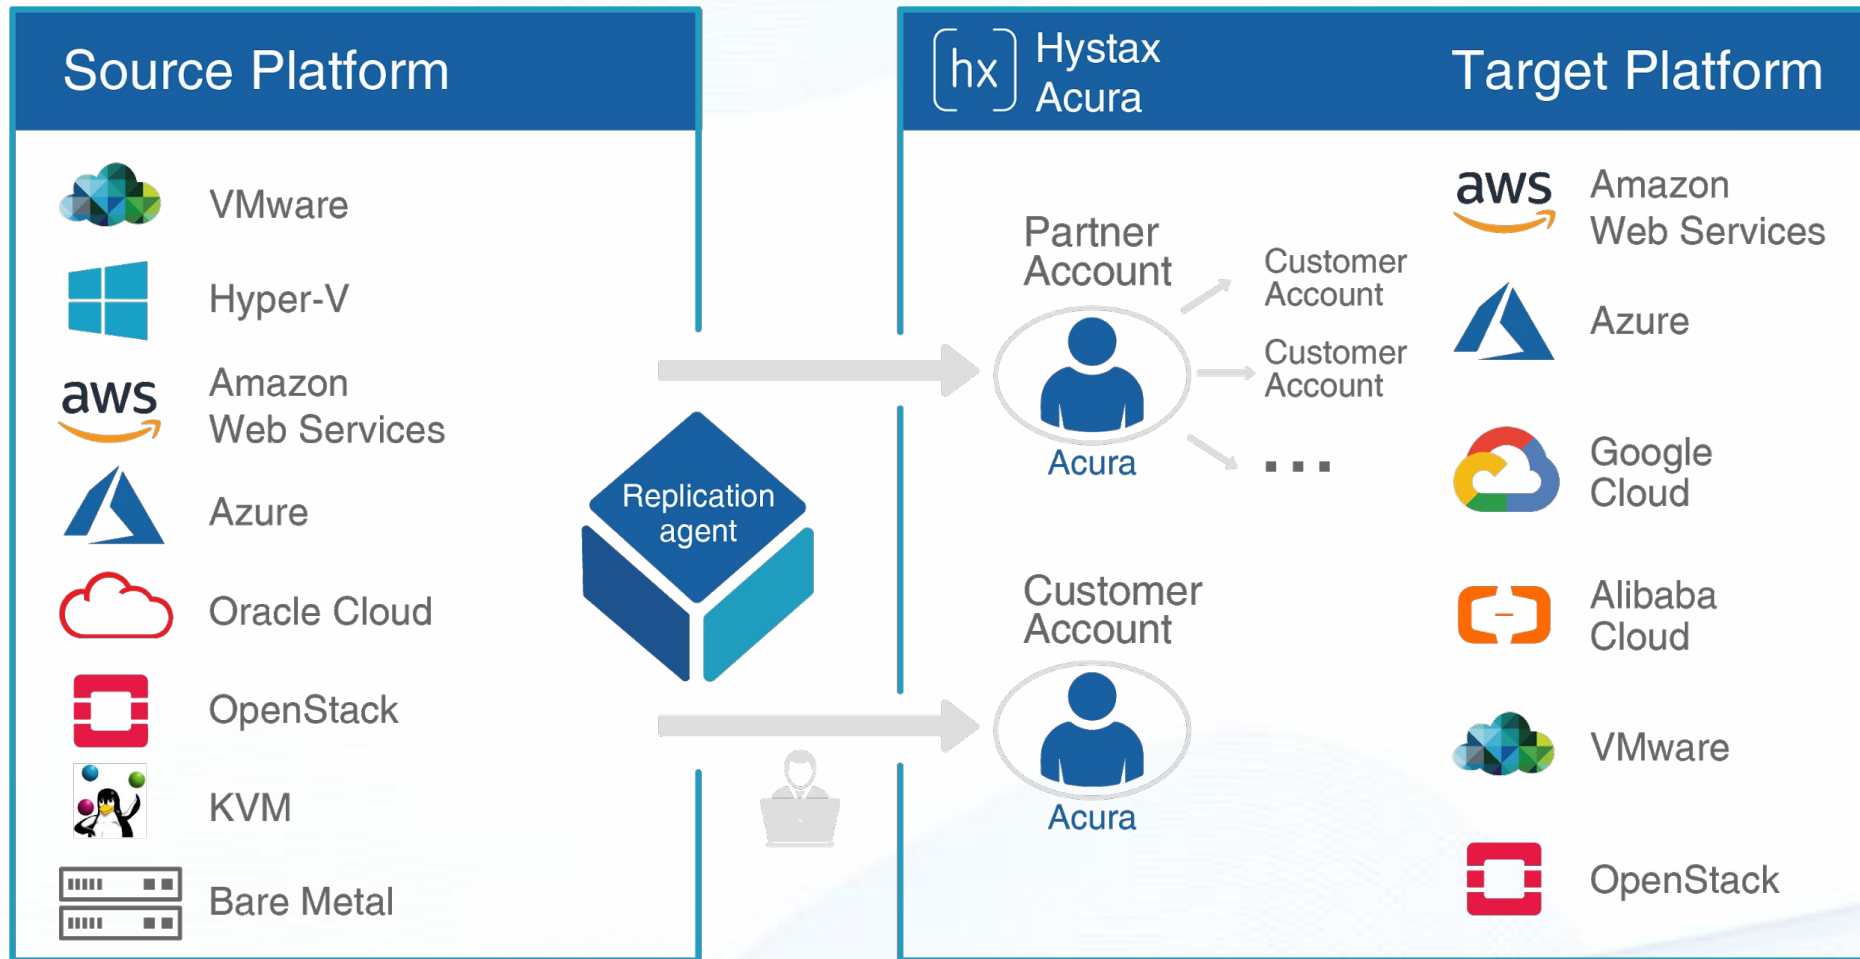 Source Platform
VMware
Hyper-V
aws
Amazon
Web Services
Azure
Oracle Cloud
OpenStack
KVM
Bare Metal
Replication
agent
hx
Hystax
Acura
Target Platform
Partner
Account
Acura
Customer
Account
Customer
Account
...
Customer
Account
Acura
aws
Amazon
Web Services
Azure
Google
Cloud
Alibaba
Cloud
VMware
OpenStack